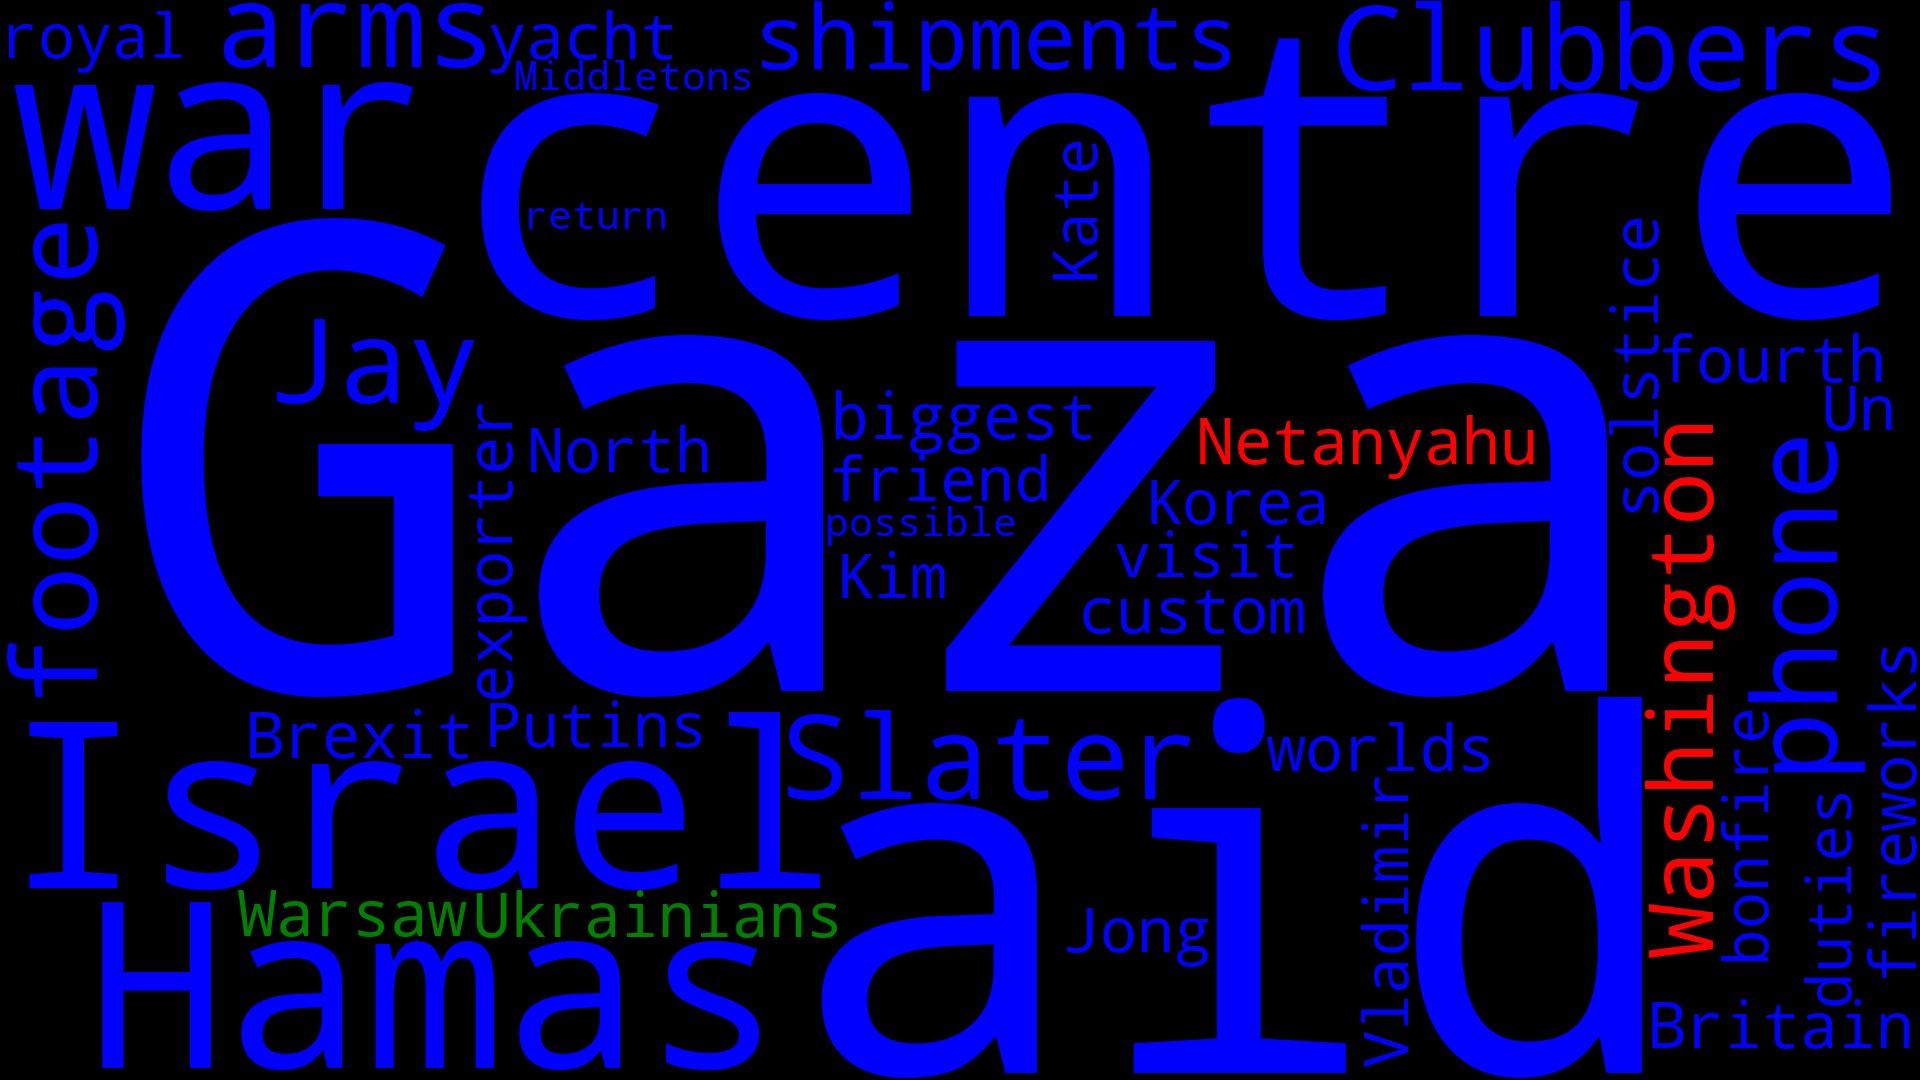 royal
arms
yacht
Middletons
shipments
Clubbers
war
centre
return
Kate
footage
Gaza
Jay
exporter
North
biggest
friend
possible
Kim
Netanyahu
Korea
visit
custom
solstice
fourth
Un
Washington
phone
Israel
Brexit
Putins
Slater
worlds
aid
Vladimir
bonfire
duties
fireworks
Warsaw
Ukrainians
Hamas
Jong
Britain